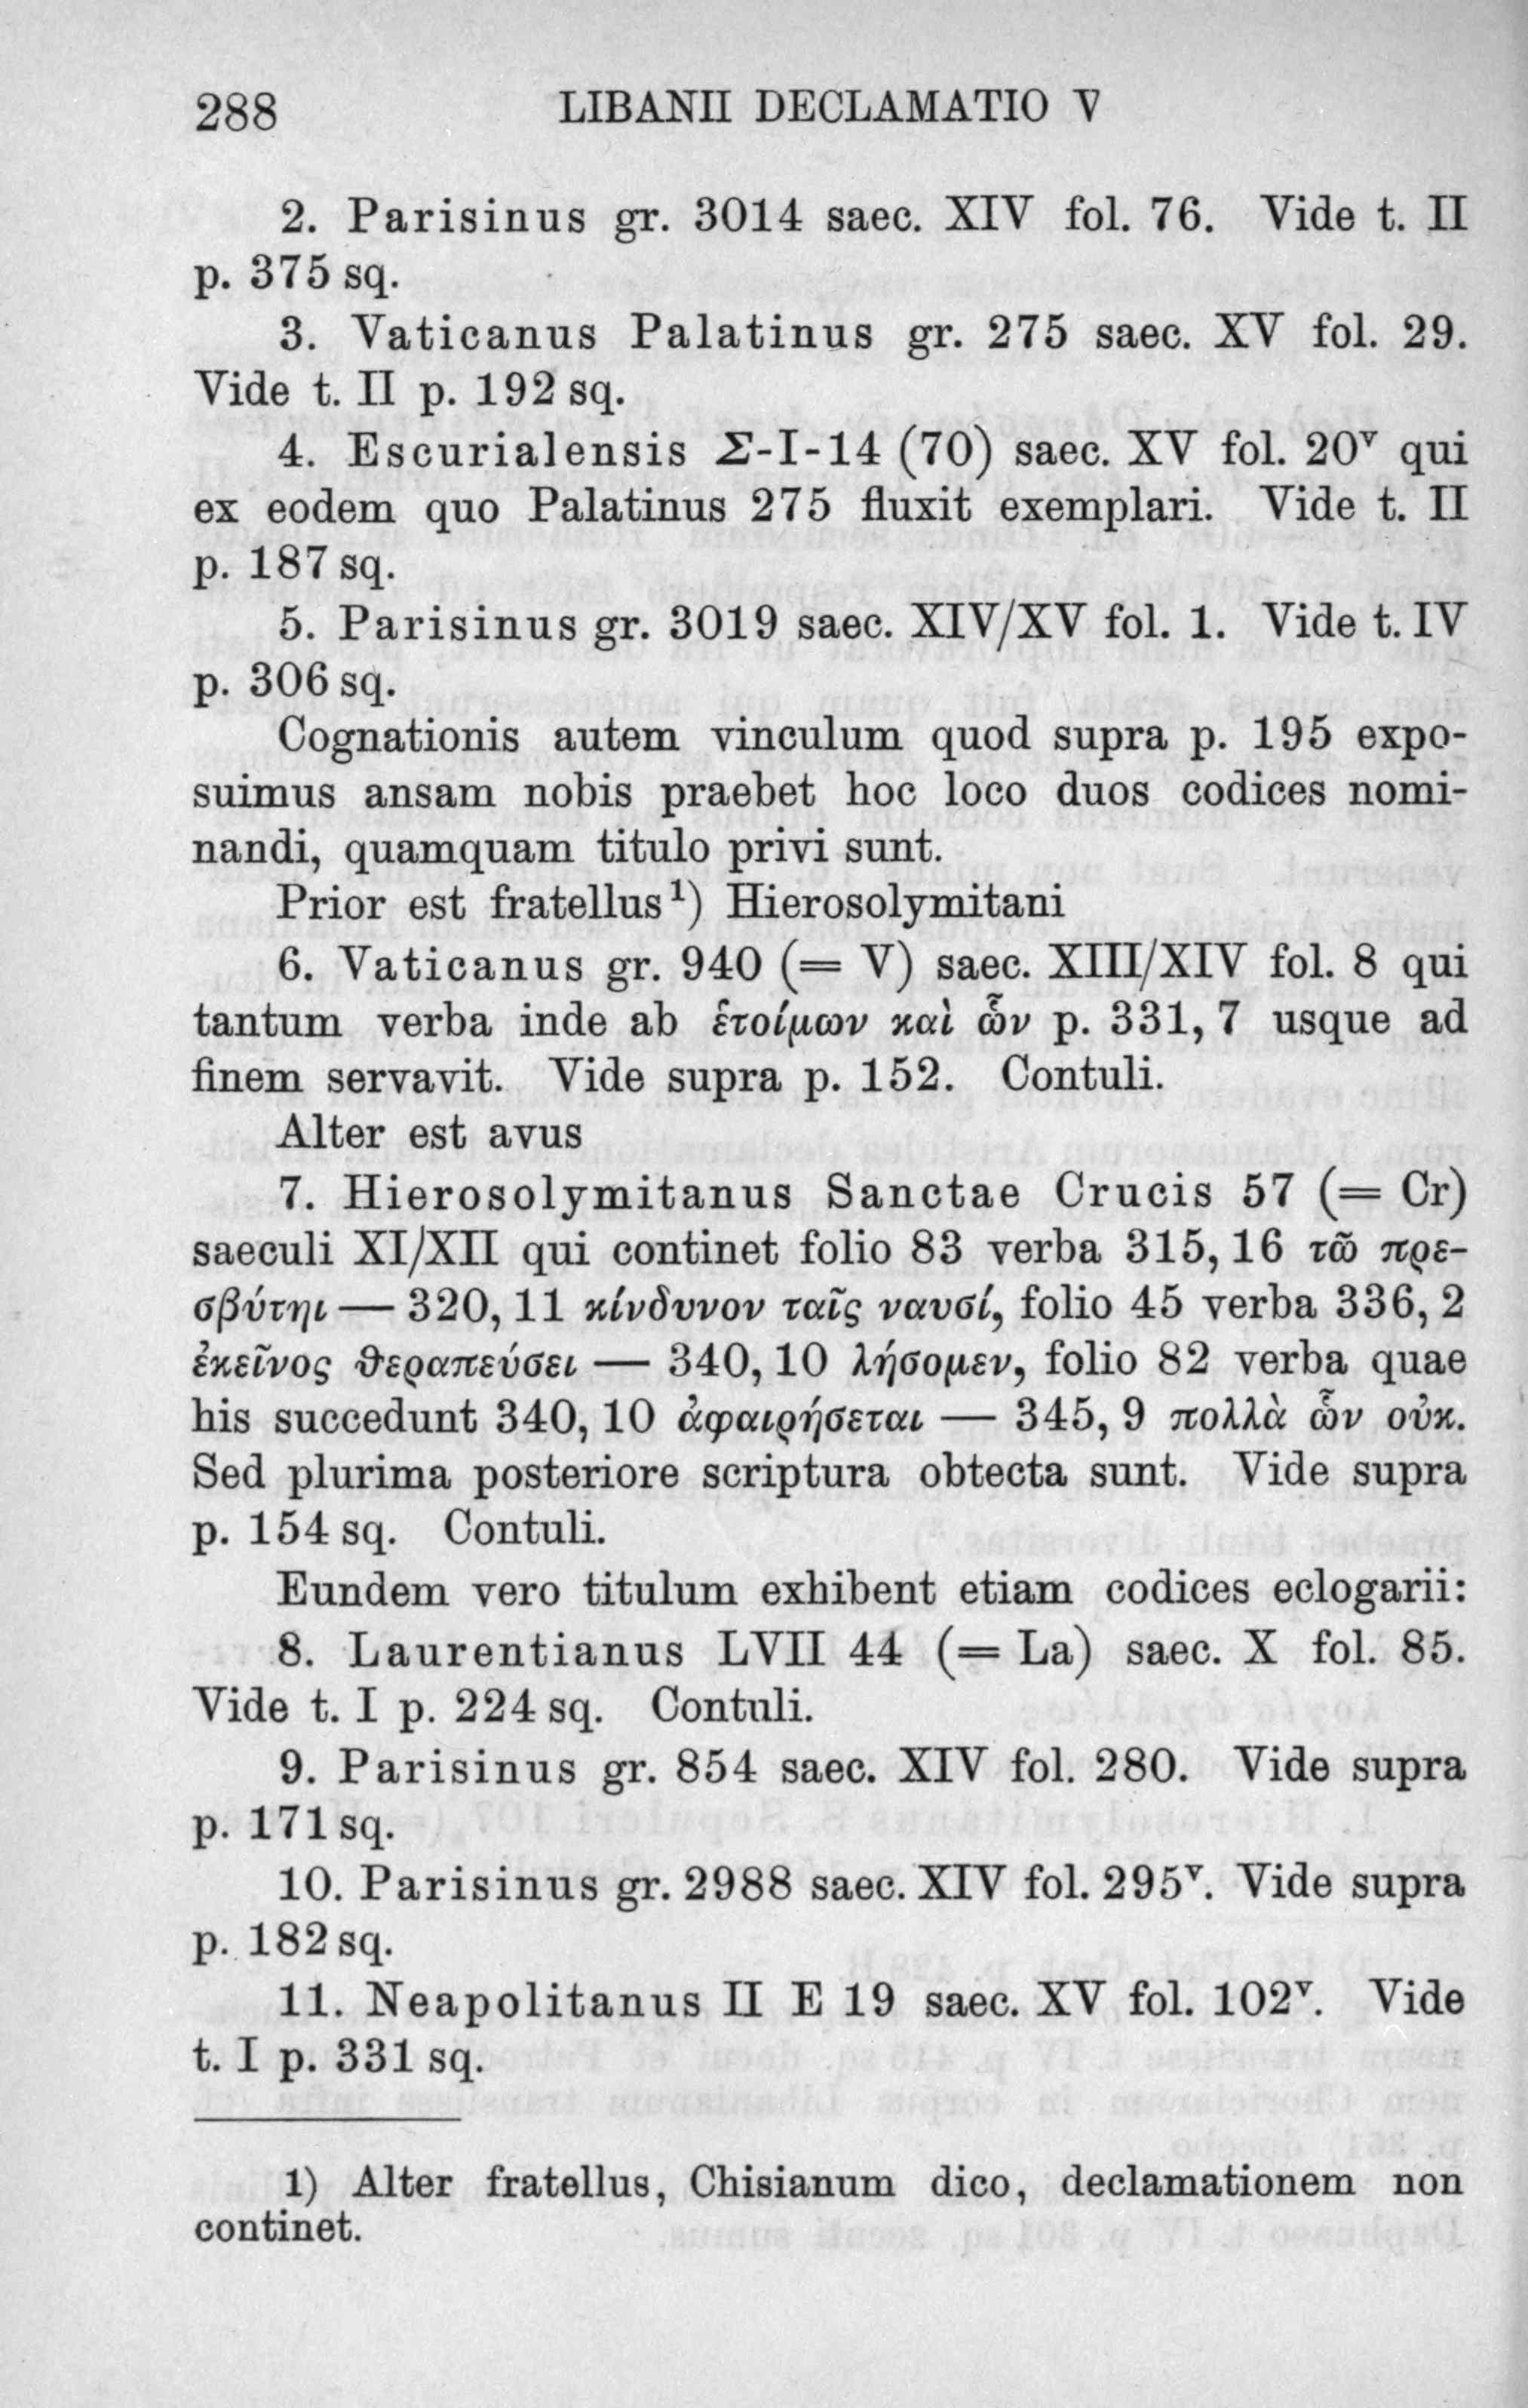 288 LIBANII DECLAMATIO V
2. Parisinus gr. 3014 saec. XIV fol. 76. Vide t. II
p. 375 sq.
3. Vaticanus Palatinus gr. 275 saec. XV fol. 29.
Vide t. II p. 192 sq.
4. Escurialensis Σ-I-14 (70) saec. XV fol. 20ᵛ qui
ex eodem quo Palatinus 275 fluxit exemplari. Vide t. II
p. 187 sq.
5. Parisinus gr. 3019 saec. XIV/XV fol. 1. Vide t. IV
p. 306 sq.
Cognationis autem vinculum quod supra p. 195 expo-
suimus ansam nobis praebet hoc loco duos codices nomi-
nandi, quamquam titulo privi sunt.
Prior est fratellus¹) Hierosolymitani
6. Vaticanus gr. 940 (= V) saec. XIII/XIV fol. 8 qui
tantum verba inde ab ἑτοίμων καὶ ὧν p. 331, 7 usque ad
finem servavit. Vide supra p. 152. Contuli.
Alter est avus
7. Hierosolymitanus Sanctae Crucis 57 (= Cr)
saeculi XI/XII qui continet folio 83 verba 315, 16 τῶ πρε-
σβύτηι — 320, 11 κίνδυνον ταῖς ναυσί, folio 45 verba 336, 2
ἐκεῖνος θεραπεύσει — 340, 10 λήσομεν, folio 82 verba quae
his succedunt 340, 10 ἀφαιρήσεται — 345, 9 πολλὰ ὧν οὐκ.
Sed plurima posteriore scriptura obtecta sunt. Vide supra
p. 154 sq. Contuli.
Eundem vero titulum exhibent etiam codices eclogarii:
8. Laurentianus LVII 44 (= La) saec. X fol. 85.
Vide t. I p. 224 sq. Contuli.
9. Parisinus gr. 854 saec. XIV fol. 280. Vide supra
p. 171 sq.
10. Parisinus gr. 2988 saec. XIV fol. 295ᵛ. Vide supra
p. 182 sq.
11. Neapolitanus II E 19 saec. XV fol. 102ᵛ. Vide
t. I p. 331 sq.
1) Alter fratellus, Chisianum dico, declamationem non
continet.